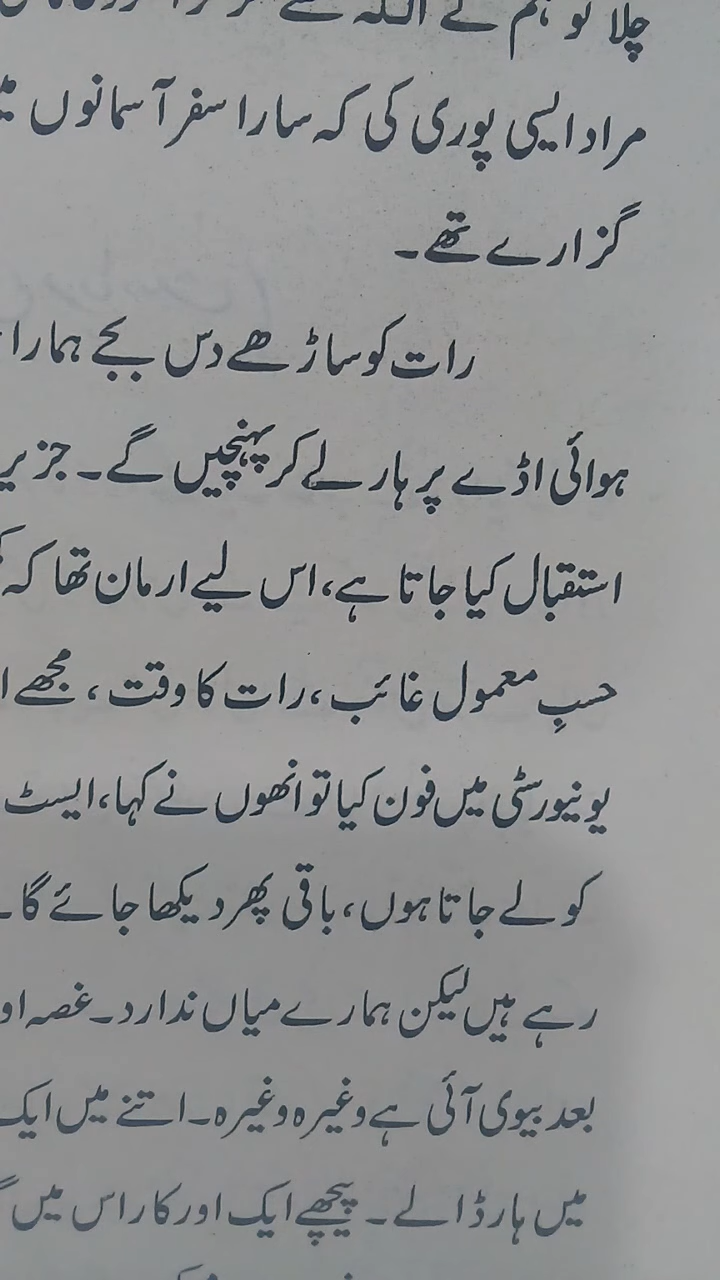 چلا تو ہم نے اللہ سے
مراد ایسی پوری کی کہ سارا سفر آسمانوں
گزارے تھے۔
رات کو ساڑھے دس بجے ہمارا
ہوائی اڈے پر ہار لے کر پہنچیں گے۔ جزیر
استقبال کیا جاتا ہے، اس لیے ارمان تھا کہ
حسبِ معمول غائب، رات کا وقت، مجھے ا
یونیورسٹی میں فون کیا تو انھوں نے کہا، ایسٹ
کو لے جاتا ہوں، باقی پھر دیکھا جائے گا۔
رہے ہیں لیکن ہمارے میاں ندارد۔ غصہ او
بعد بیوی آئی ہے وغیرہ وغیرہ۔ اتنے میں ایک
میں ہار ڈالے۔ پیچھے ایک اور کار اس میں